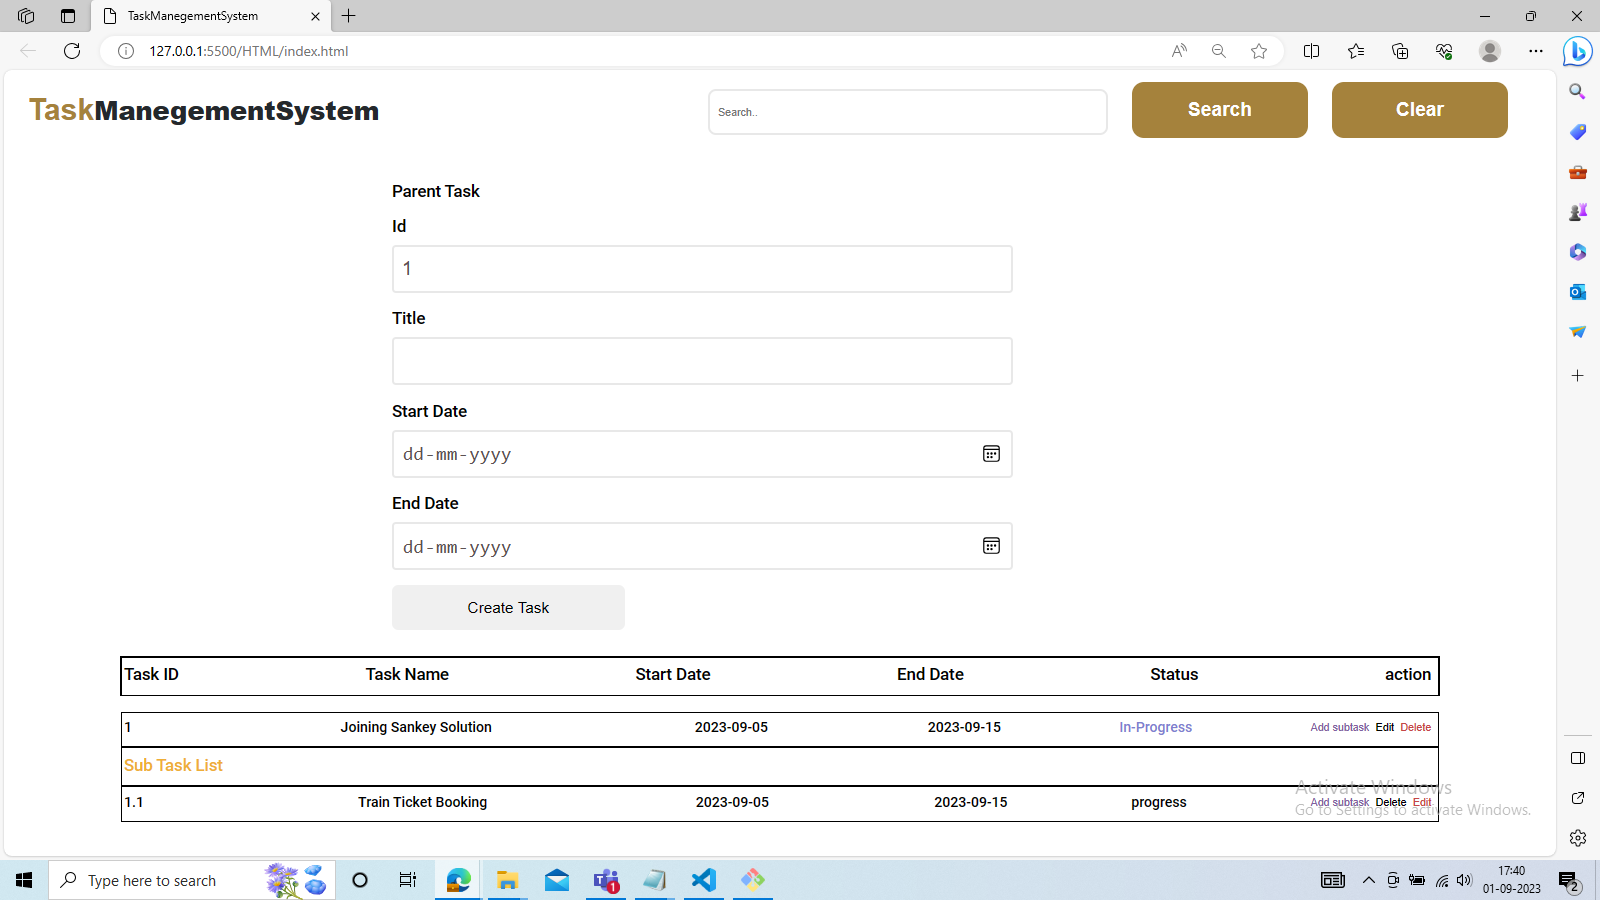 TaskManegementSystem
127.0.0.1:5500/HTML/index.html
TaskManegementSystem
Search..
Search
Clear
Parent Task
Id
1
Title
Start Date
dd-mm-yyyy
End Date
dd-mm-yyyy
Create Task
Task ID Task Name Start Date End Date Status action
1 Joining Sankey Solution 2023-09-05 2023-09-15 In-Progress Add subtask Edit Delete
Sub Task List
1.1 Train Ticket Booking 2023-09-05 2023-09-15 progress Add subtask Delete Edit
Activate Windows
Go to Settings to activate Windows.
Type here to search
1
17:40
01-09-2023
2